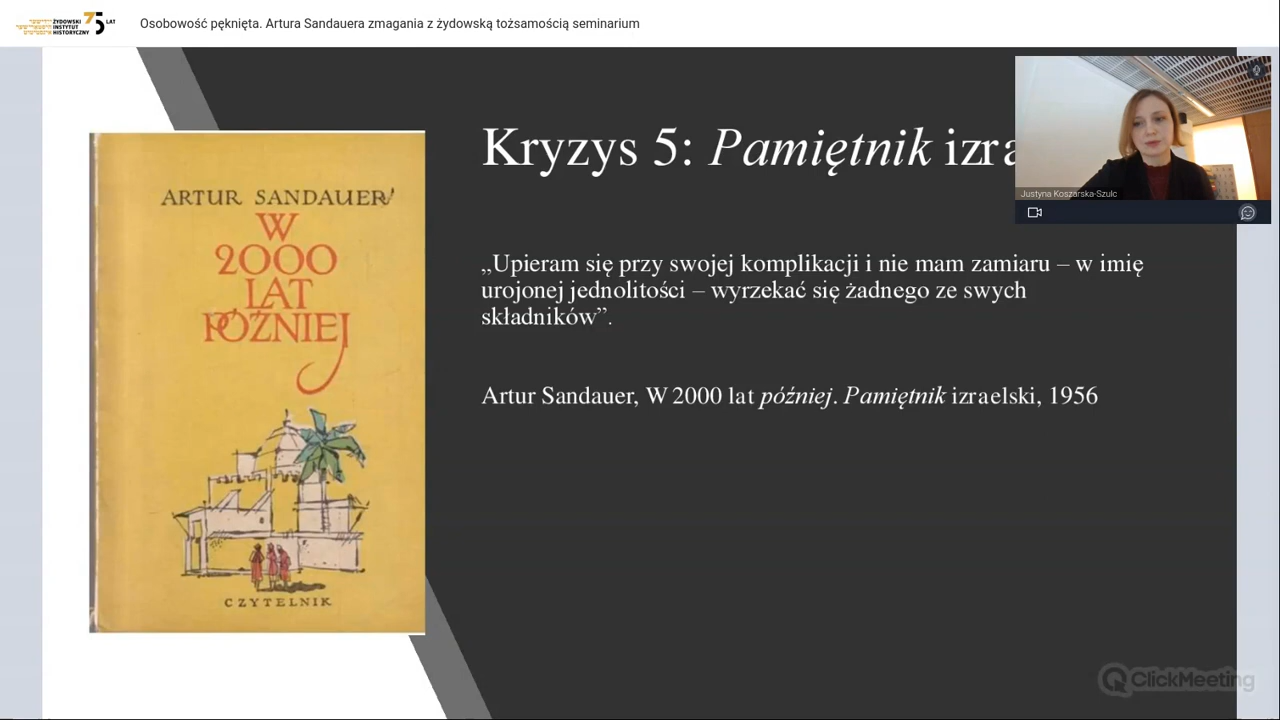 ŻYDOWSKI
INSTYTUT
HISTORYCZNY
75 LAT
Osobowość pęknięta. Artura Sandauera zmagania z żydowską tożsamością seminarium
Kryzys 5: Pamiętnik izra
Justyna Koszarska-Szulc
ARTUR SANDAUER
W
2000
LAT
PÓŹNIEJ
CZYTELNIK
„Upieram się przy swojej komplikacji i nie mam zamiaru – w imię
urojonej jednolitości – wyrzekać się żadnego ze swych
składników”.
Artur Sandauer, W 2000 lat później. Pamiętnik izraelski, 1956
ClickMeeting